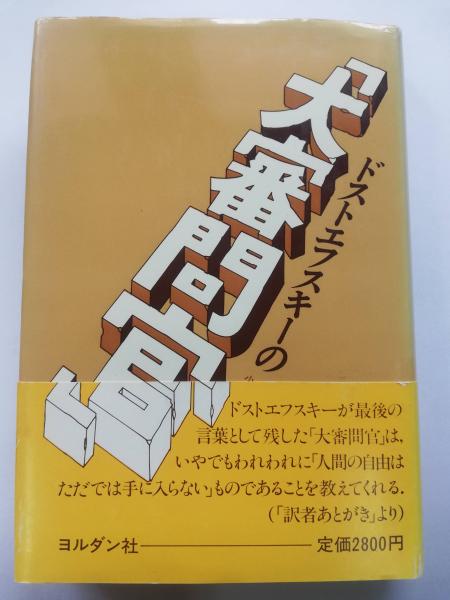 ドストエフスキーの
「大審問官」
ドストエフスキーが最後の
言葉として残した「大審問官」は、
いやでもわれわれに「人間の自由は
ただでは手に入らない」ものであることを教えてくれる.
(「訳者あとがき」より)
ヨルダン社 定価2800円